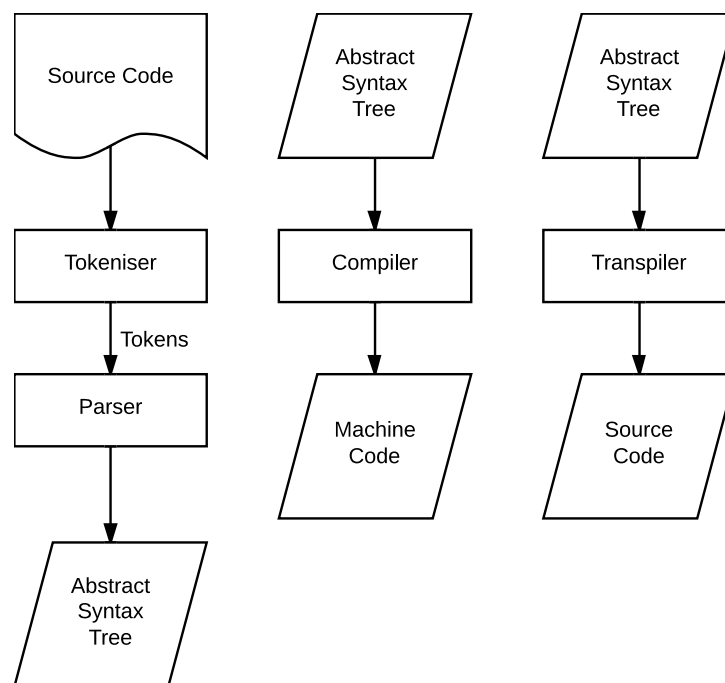 Source Code
Tokeniser
Tokens
Parser
Abstract
Syntax
Tree
Abstract
Syntax
Tree
Compiler
Machine
Code
Abstract
Syntax
Tree
Transpiler
Source
Code